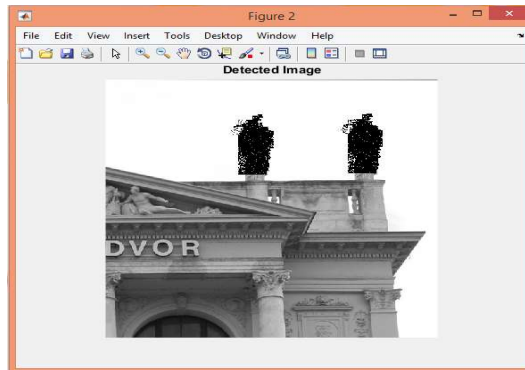 Figure 2
File Edit View Insert Tools Desktop Window Help
Detected Image
DVOR